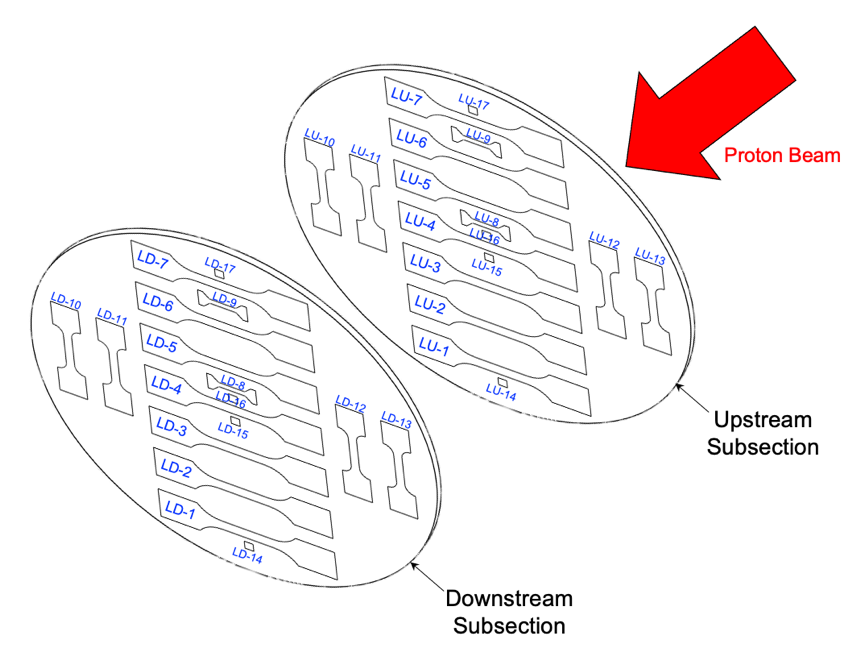 LU-7
LU-17
Proton Beam
LU-10
LU-6
LU-9
LU-11
LU-5
LU-4
LU-8
LU-16
LU-12
LU-13
LU-3
LU-15
LU-2
LU-1
LU-14
Upstream
Subsection
LD-7
LD-17
LD-10
LD-6
LD-9
LD-11
LD-5
LD-4
LD-8
LD-16
LD-12
LD-13
LD-3
LD-15
LD-2
LD-1
LD-14
Downstream
Subsection